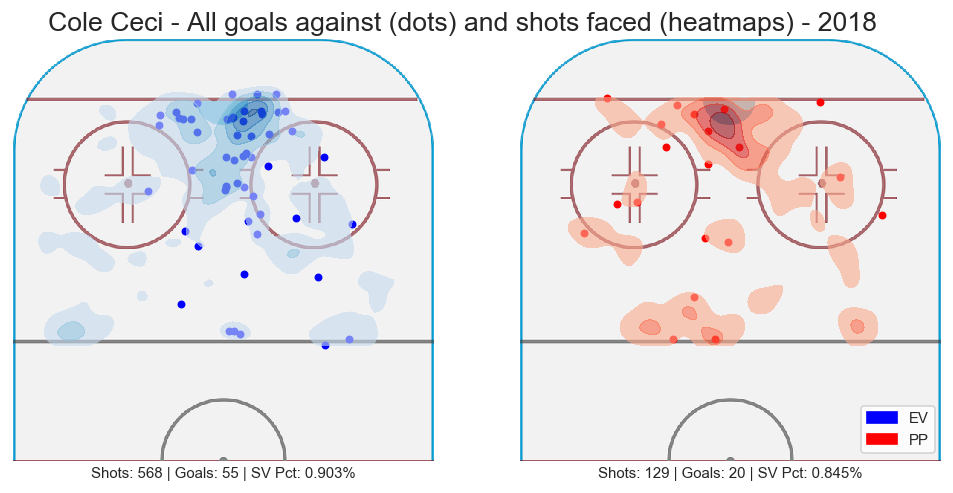 Cole Ceci - All goals against (dots) and shots faced (heatmaps) - 2018
EV
PP
Shots: 568 | Goals: 55 | SV Pct: 0.903%
Shots: 129 | Goals: 20 | SV Pct: 0.845%